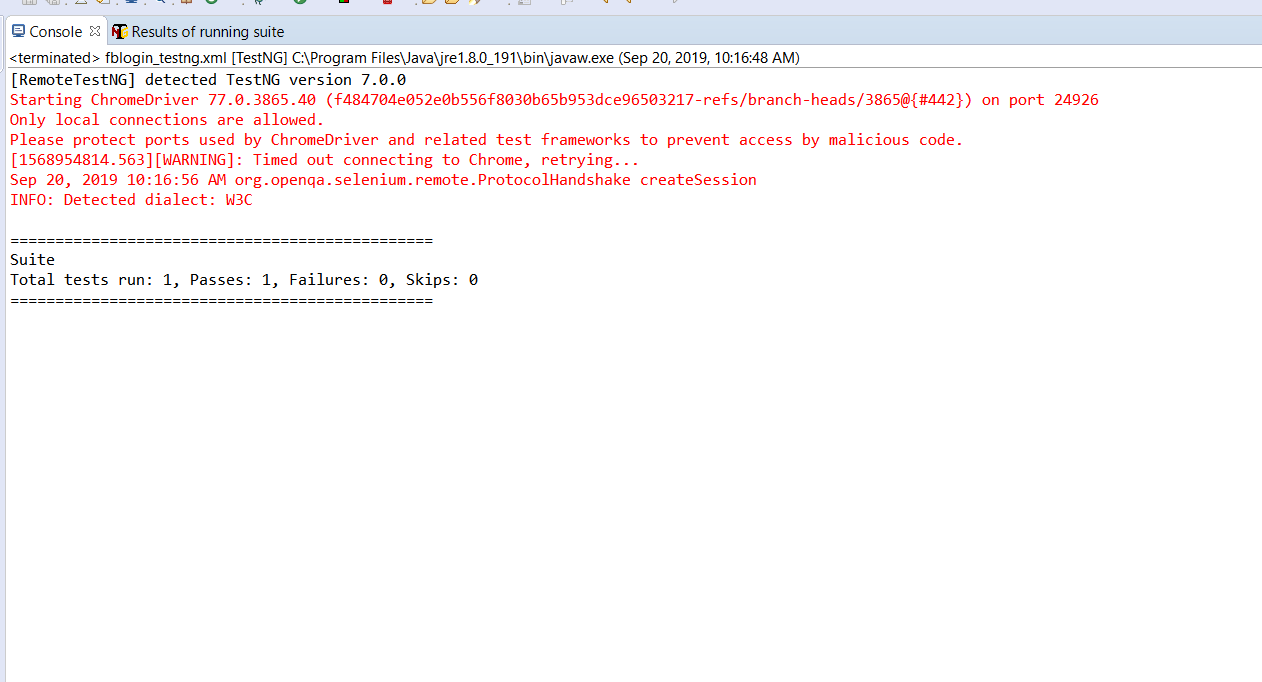 Console Results of running suite
<terminated> fblogin_testng.xml [TestNG] C:\Program Files\Java\jre1.8.0_191\bin\javaw.exe (Sep 20, 2019, 10:16:48 AM)
[RemoteTestNG] detected TestNG version 7.0.0
Starting ChromeDriver 77.0.3865.40 (f484704e052e0b556f8030b65b953dce96503217-refs/branch-heads/3865@{#442}) on port 24926
Only local connections are allowed.
Please protect ports used by ChromeDriver and related test frameworks to prevent access by malicious code.
[1568954814.563][WARNING]: Timed out connecting to Chrome, retrying...
Sep 20, 2019 10:16:56 AM org.openqa.selenium.remote.ProtocolHandshake createSession
INFO: Detected dialect: W3C
===============================================
Suite
Total tests run: 1, Passes: 1, Failures: 0, Skips: 0
===============================================